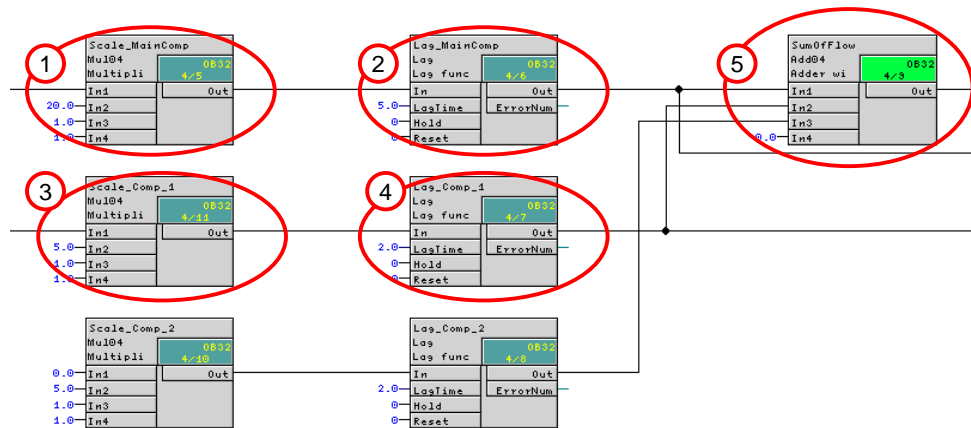 1
Scale_MainComp
Mul04
OB32
Multipli
4/5
In1
Out
20.0
In2
1.0
In3
1.0
In4
2
Lag_MainComp
Lag
OB32
Lag func
4/6
In
Out
5.0
LagTime
ErrorNum
0
Hold
0
Reset
5
SumOfFlow
Add04
OB32
Adder wi
4/9
In1
Out
In2
In3
0.0
In4
3
Scale_Comp_1
Mul04
OB32
Multipli
4/11
In1
Out
5.0
In2
1.0
In3
1.0
In4
4
Lag_Comp_1
Lag
OB32
Lag func
4/7
In
Out
2.0
LagTime
ErrorNum
0
Hold
0
Reset
Scale_Comp_2
Mul04
OB32
Multipli
4/10
0.0
In1
Out
5.0
In2
1.0
In3
1.0
In4
Lag_Comp_2
Lag
OB32
Lag func
4/8
In
Out
2.0
LagTime
ErrorNum
0
Hold
0
Reset